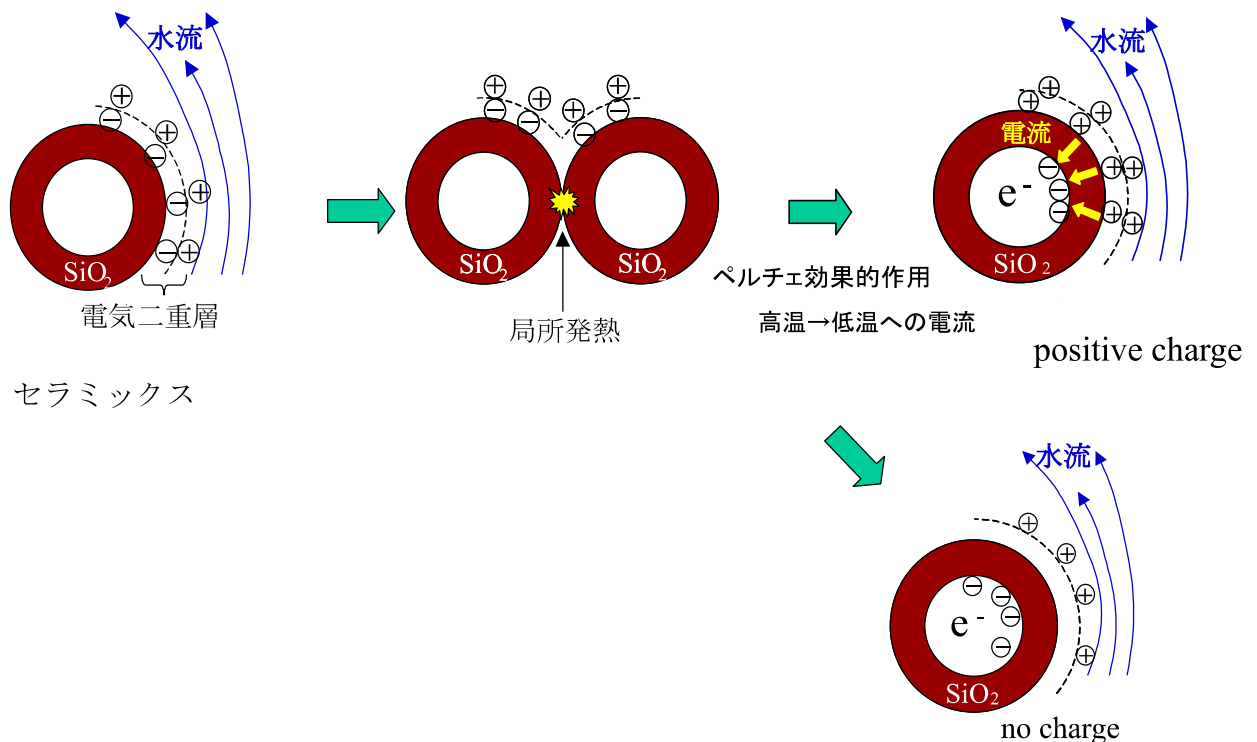 水流
SiO2
電気二重層
セラミックス
SiO2
SiO2
局所発熱
ペルチェ効果的作用
高温→低温への電流
水流
電流
e-
SiO2
positive charge
水流
e-
SiO2
no charge